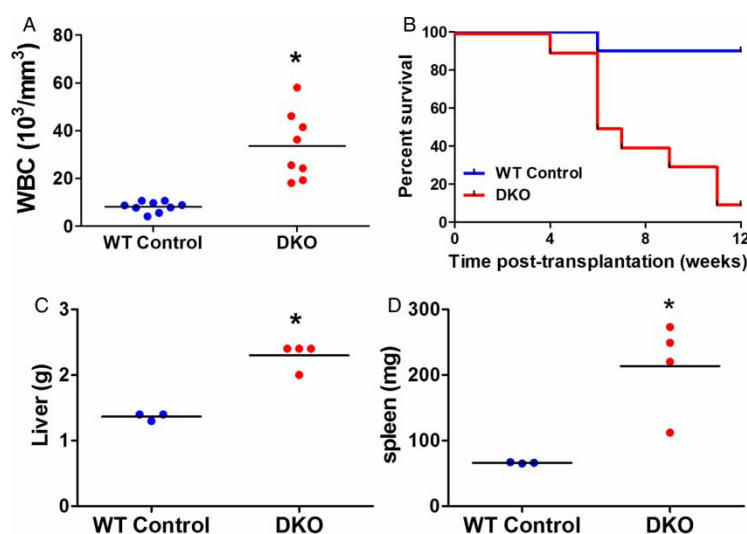 A
WBC (10³/mm³)
80
60
40
20
0
*
WT Control
DKO
B
Percent survival
100
80
60
40
20
0
WT Control
DKO
0
4
8
12
Time post-transplantation (weeks)
C
Liver (g)
3
2
1
0
*
WT Control
DKO
D
spleen (mg)
300
200
100
0
*
WT Control
DKO